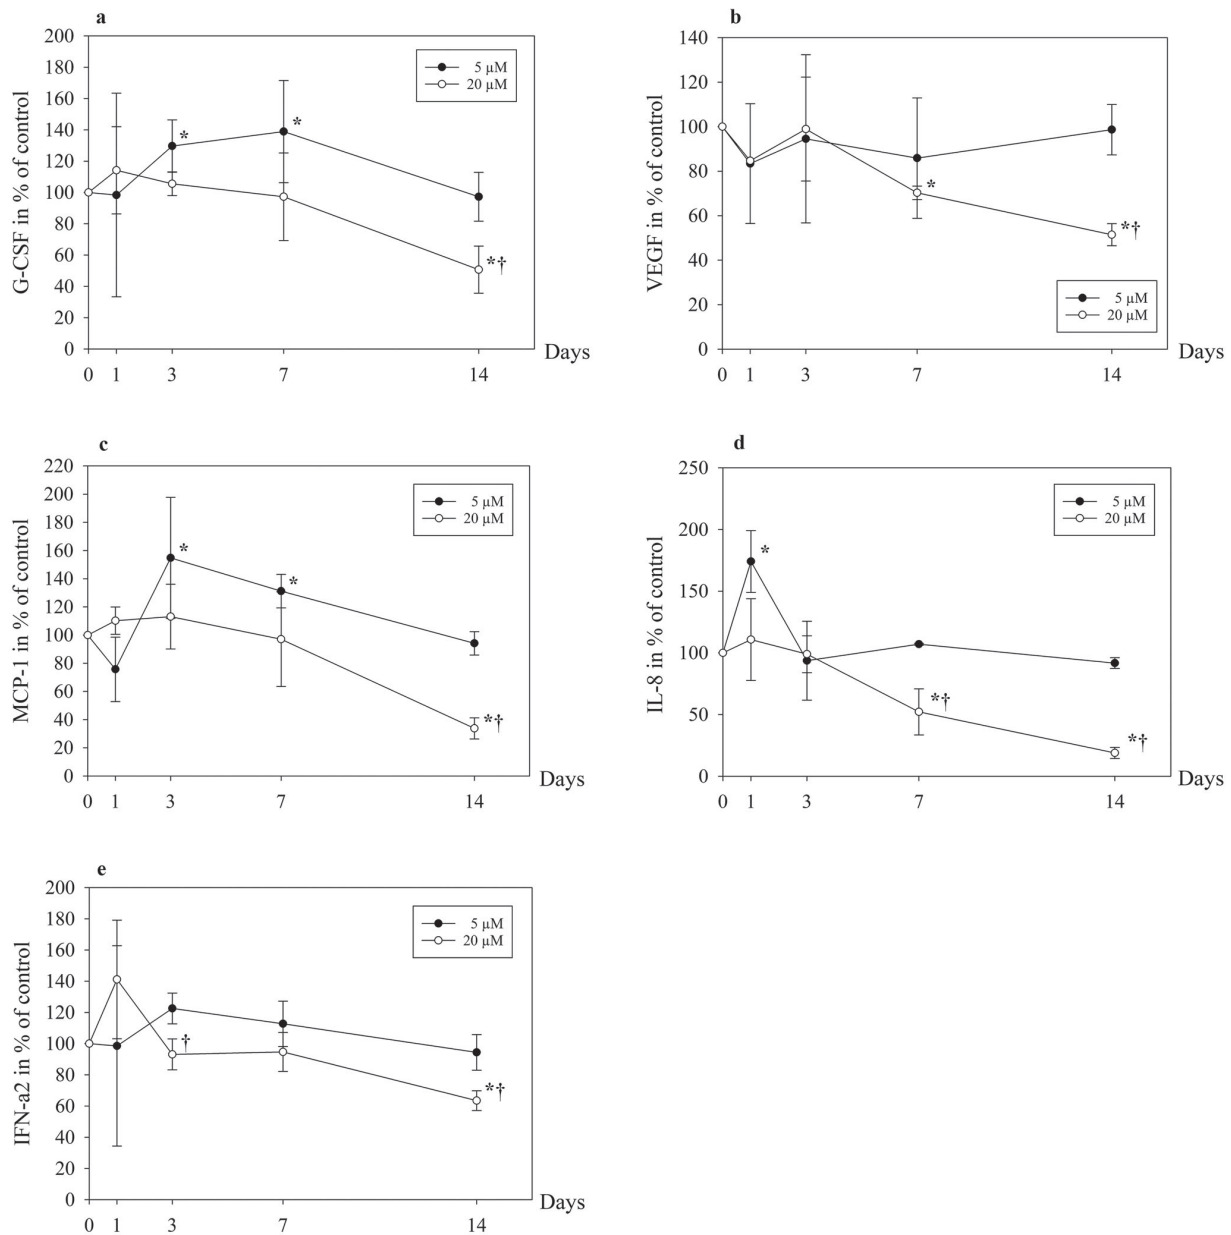 a
G-CSF in % of control
200
180
160
140
120
100
80
60
40
20
0
5 µM
20 µM
*
*
*†
0 1 3 7 14
Days
b
VEGF in % of control
140
120
100
80
60
40
20
0
*
*†
5 µM
20 µM
0 1 3 7 14
Days
c
MCP-1 in % of control
220
200
180
160
140
120
100
80
60
40
20
0
5 µM
20 µM
*
*
*†
0 1 3 7 14
Days
d
IL-8 in % of control
250
200
150
100
50
0
5 µM
20 µM
*
*†
*†
0 1 3 7 14
Days
e
IFN-a2 in % of control
200
180
160
140
120
100
80
60
40
20
0
5 µM
20 µM
†
*†
0 1 3 7 14
Days